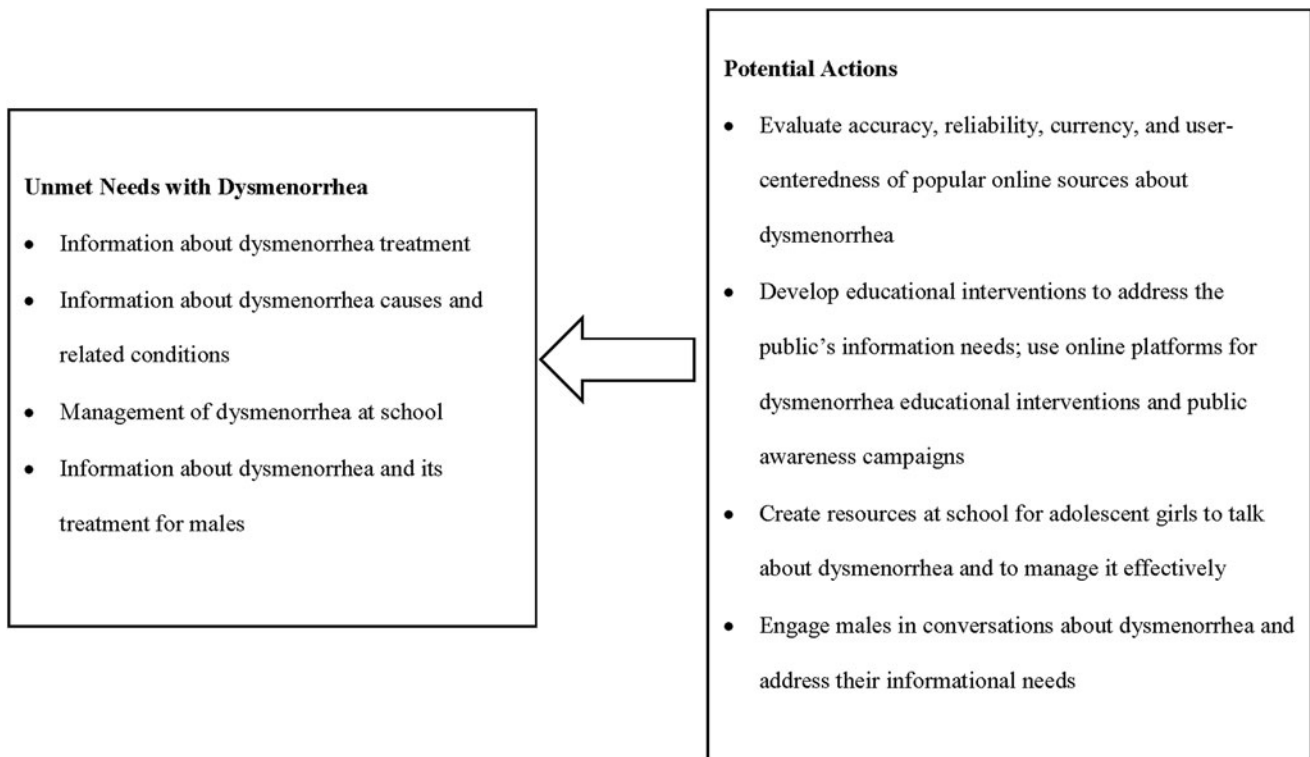 Unmet Needs with Dysmenorrhea
• Information about dysmenorrhea treatment
• Information about dysmenorrhea causes and
related conditions
• Management of dysmenorrhea at school
• Information about dysmenorrhea and its
treatment for males
Potential Actions
• Evaluate accuracy, reliability, currency, and user-
centeredness of popular online sources about
dysmenorrhea
• Develop educational interventions to address the
public’s information needs; use online platforms for
dysmenorrhea educational interventions and public
awareness campaigns
• Create resources at school for adolescent girls to talk
about dysmenorrhea and to manage it effectively
• Engage males in conversations about dysmenorrhea and
address their informational needs